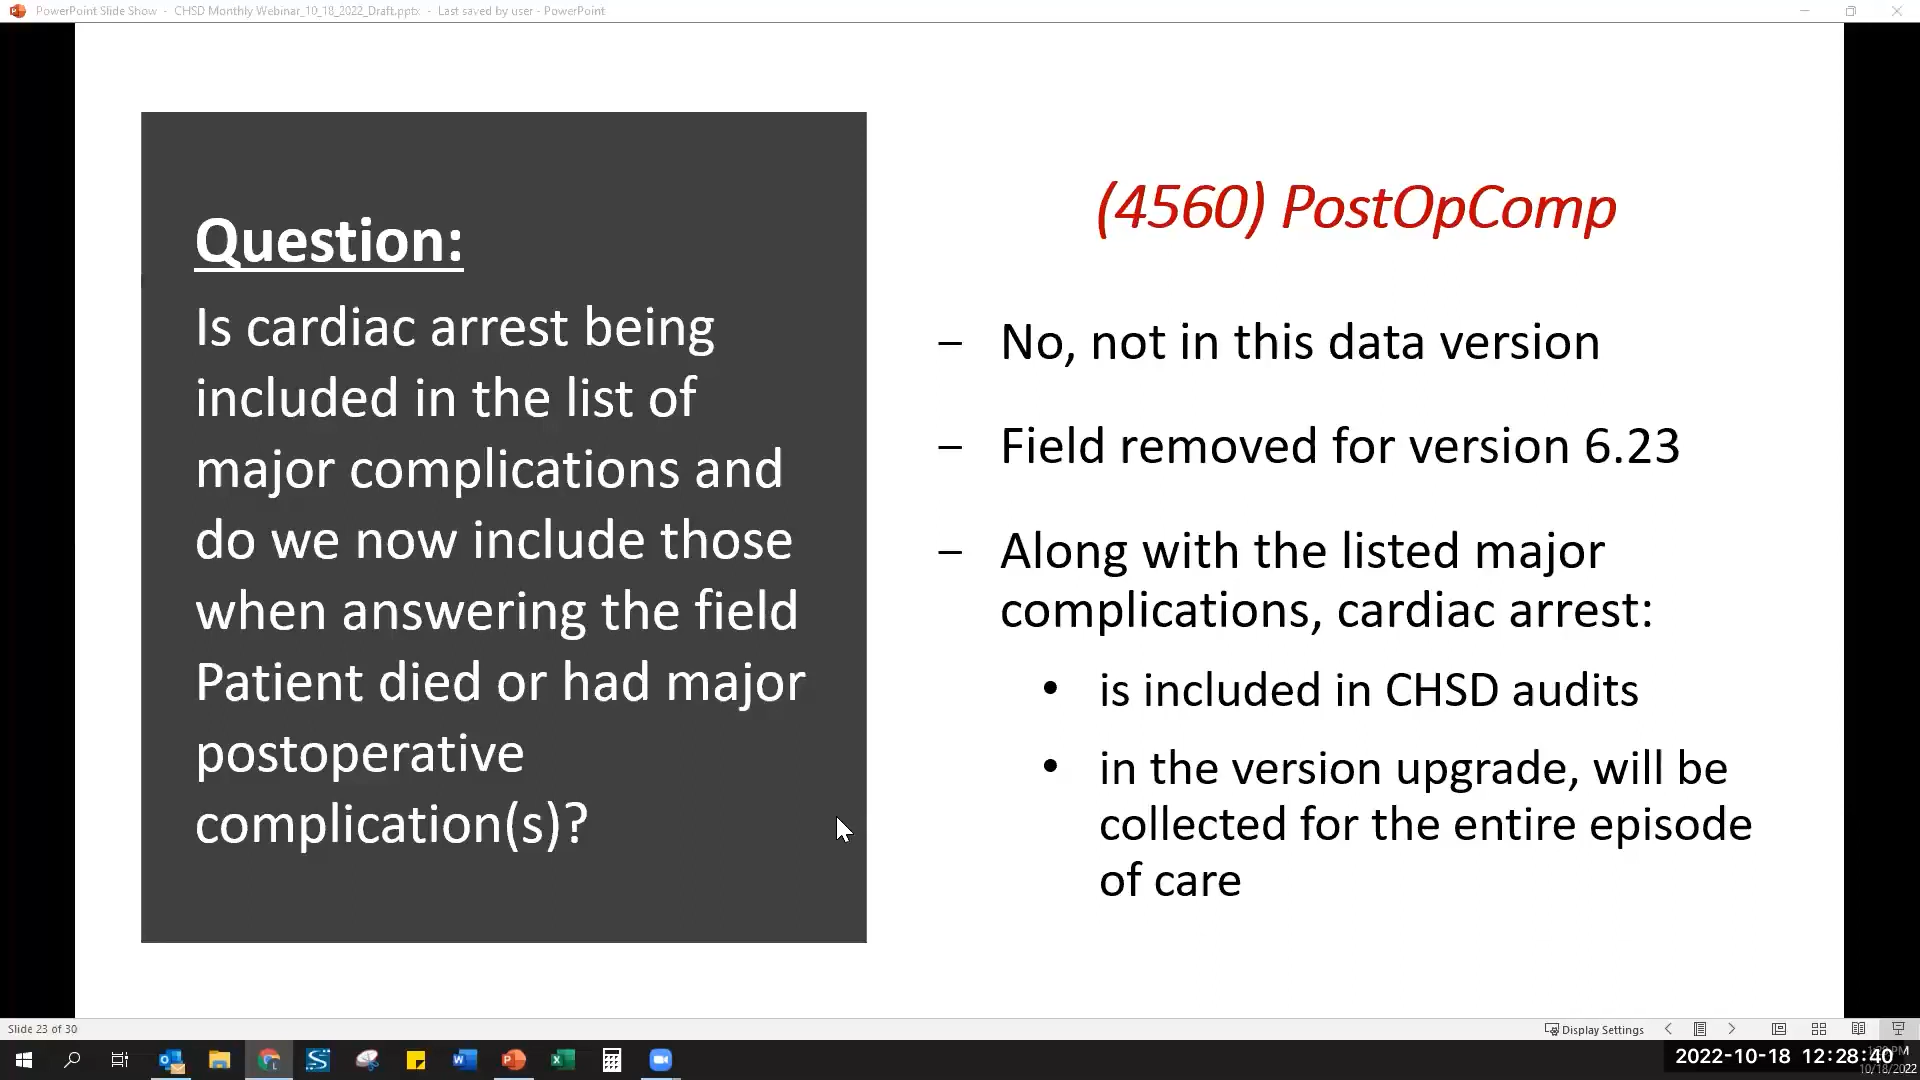 PowerPoint Slide Show - CHSD Monthly Webinar_10_18_2022_Draft.pptx - Last saved by user - PowerPoint
Question:
Is cardiac arrest being
included in the list of
major complications and
do we now include those
when answering the field
Patient died or had major
postoperative
complication(s)?
(4560) PostOpComp
– No, not in this data version
– Field removed for version 6.23
– Along with the listed major
complications, cardiac arrest:
• is included in CHSD audits
• in the version upgrade, will be
collected for the entire episode
of care
Slide 23 of 30
Display Settings
2022-10-18 12:28:40
10/18/2022